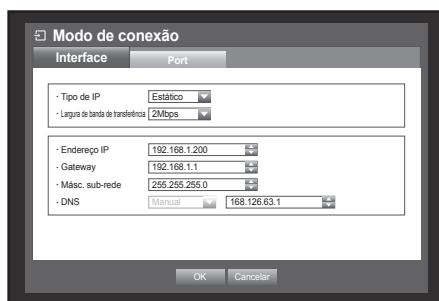 Modo de conexão
Interface Port
· Tipo de IP Estático
· Largura de banda de transferência 2Mbps
· Endereço IP 192.168.1.200
· Gateway 192.168.1.1
· Másc. sub-rede 255.255.255.0
· DNS Manual 168.126.63.1
OK Cancelar